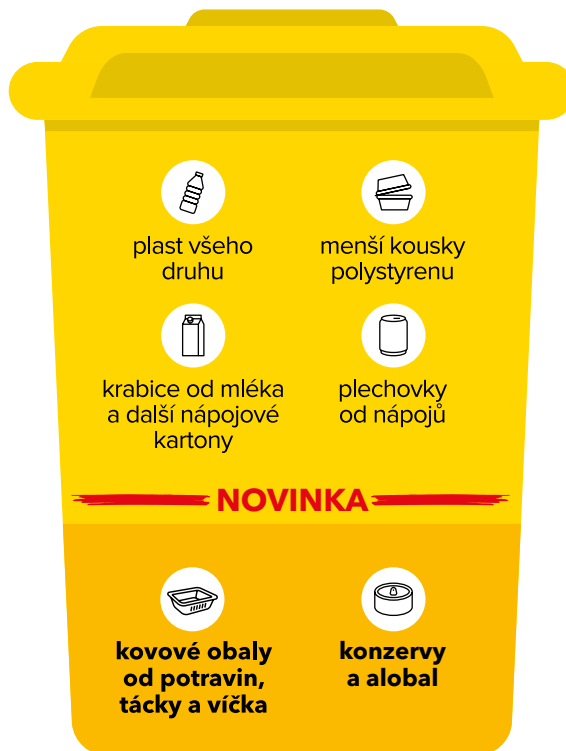 plast všeho
druhu
menší kousky
polystyrenu
krabice od mléka
a další nápojové
kartony
plechovky
od nápojů
NOVINKA
kovové obaly
od potravin,
tácky a víčka
konzervy
a alobal